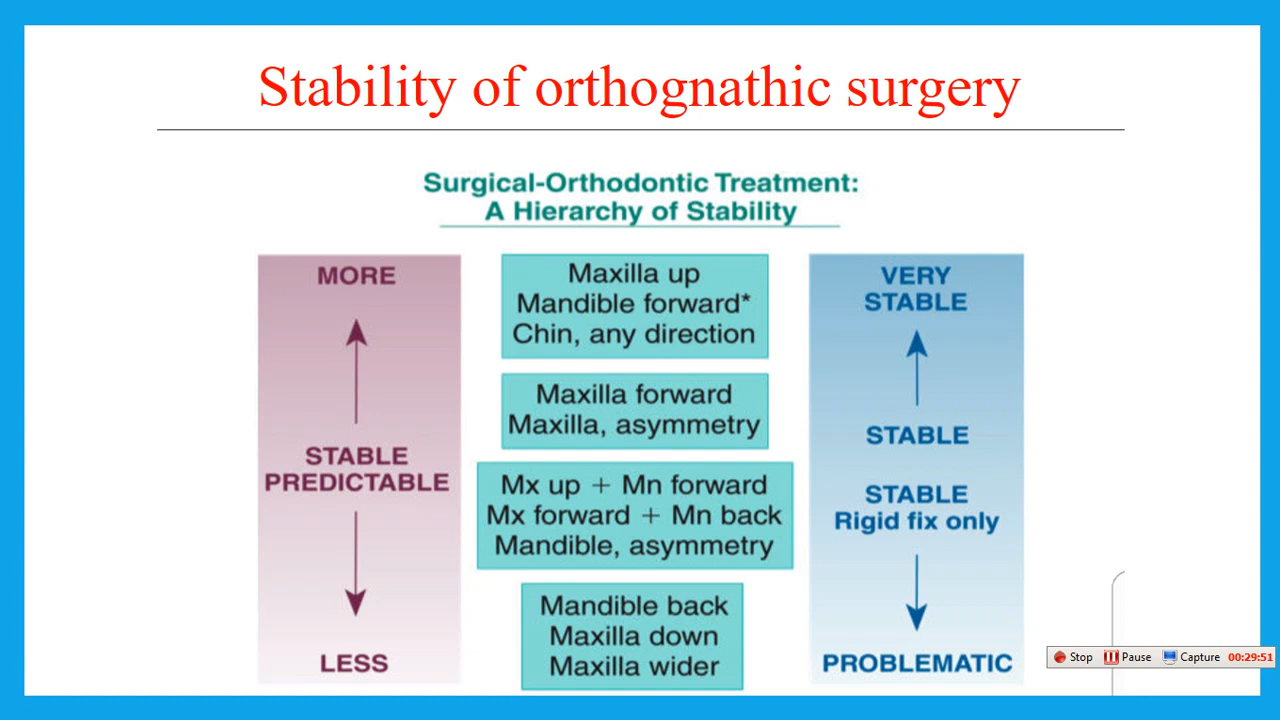 Stability of orthognathic surgery
Surgical-Orthodontic Treatment:
A Hierarchy of Stability
MORE
STABLE
PREDICTABLE
LESS
Maxilla up
Mandible forward*
Chin, any direction
Maxilla forward
Maxilla, asymmetry
Mx up + Mn forward
Mx forward + Mn back
Mandible, asymmetry
Mandible back
Maxilla down
Maxilla wider
VERY
STABLE
STABLE
STABLE
Rigid fix only
PROBLEMATIC
Stop Pause Capture 00:29:51